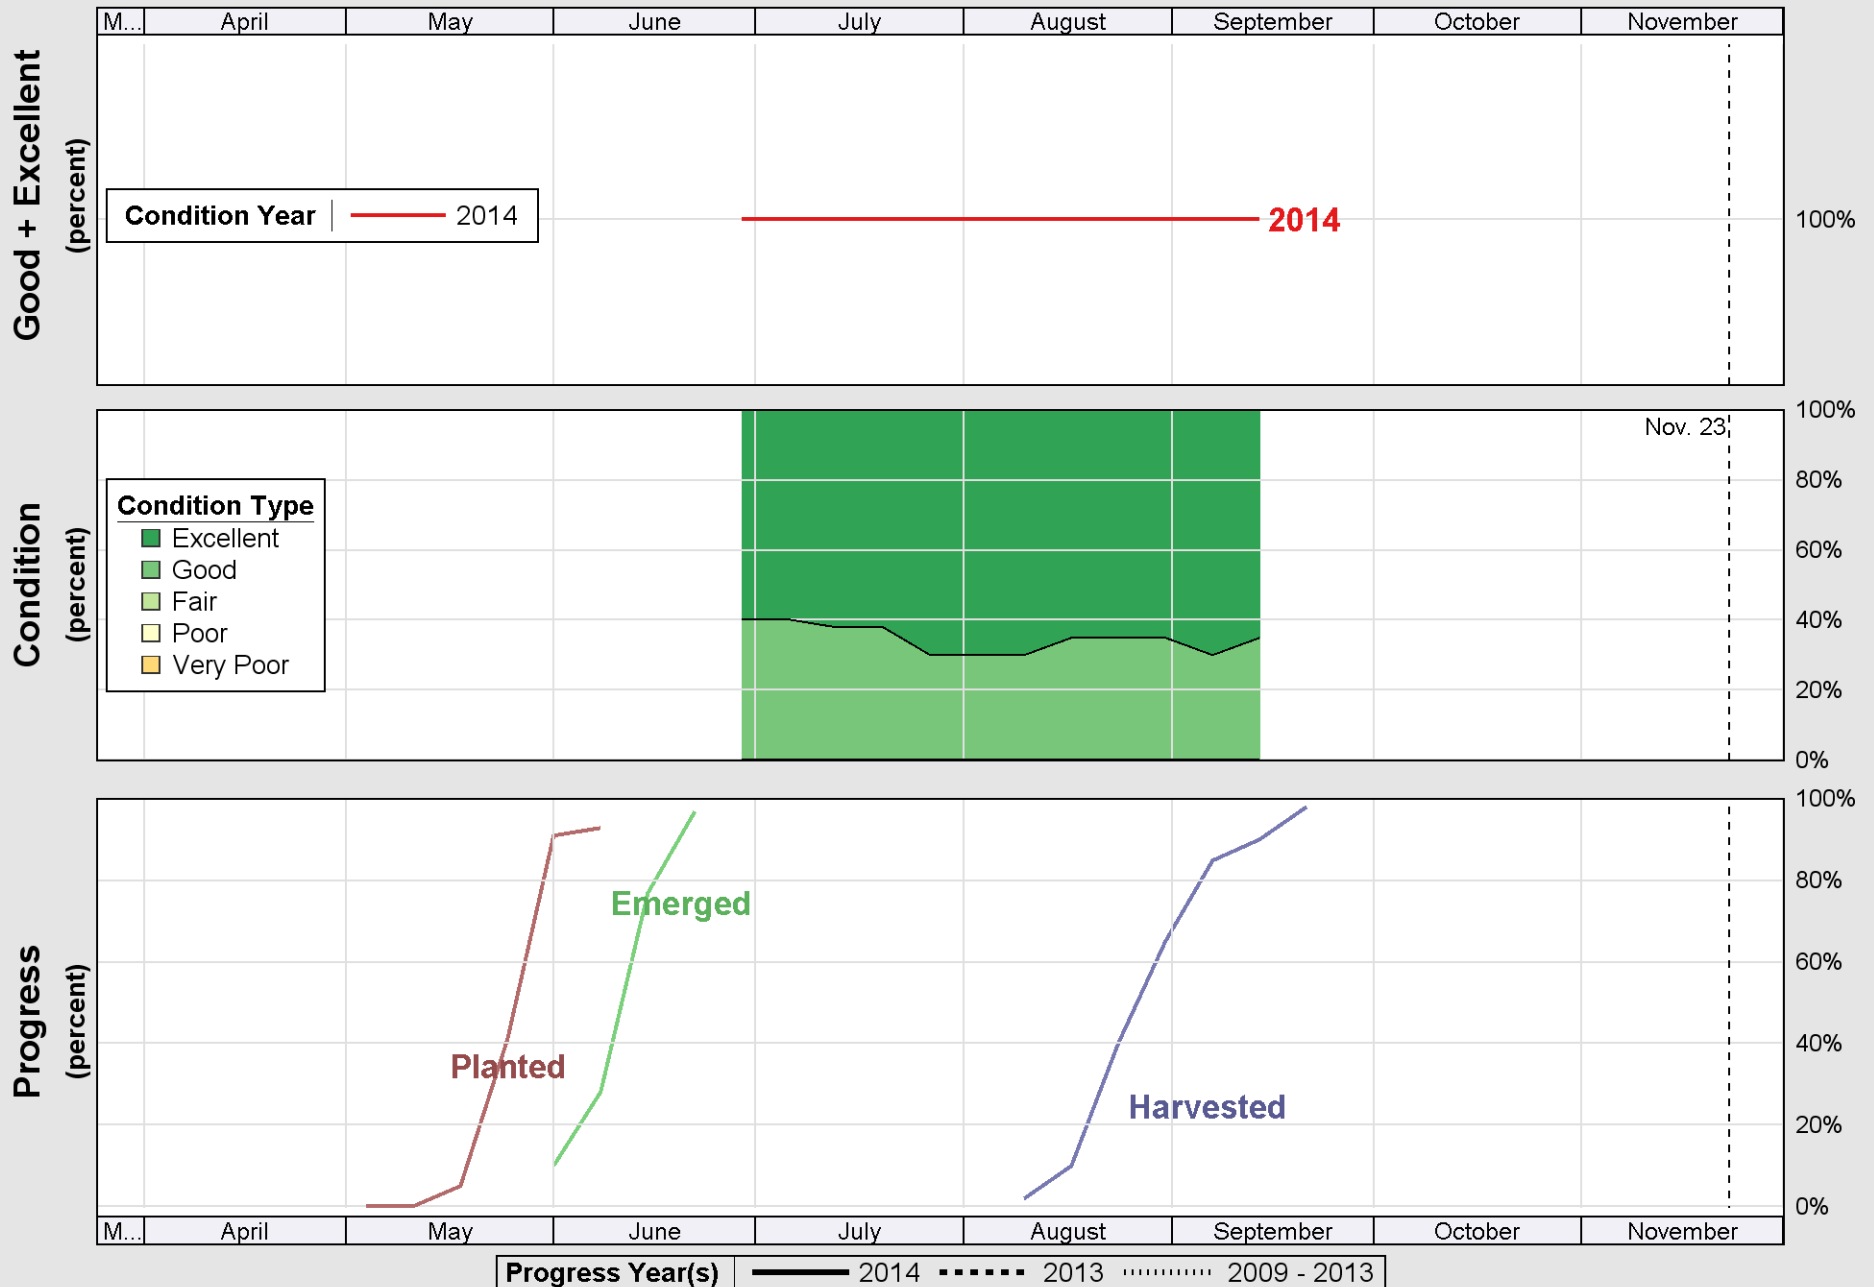 M... April May June July August September October November
Good + Excellent
(percent)
Condition Year 2014
2014
100%
Condition
(percent)
Condition Type
Excellent
Good
Fair
Poor
Very Poor
Nov. 23
100%
80%
60%
40%
20%
0%
Progress
(percent)
Planted
Emerged
Harvested
100%
80%
60%
40%
20%
0%
M... April May June July August September October November
Progress Year(s) 2014 2013 2009 - 2013